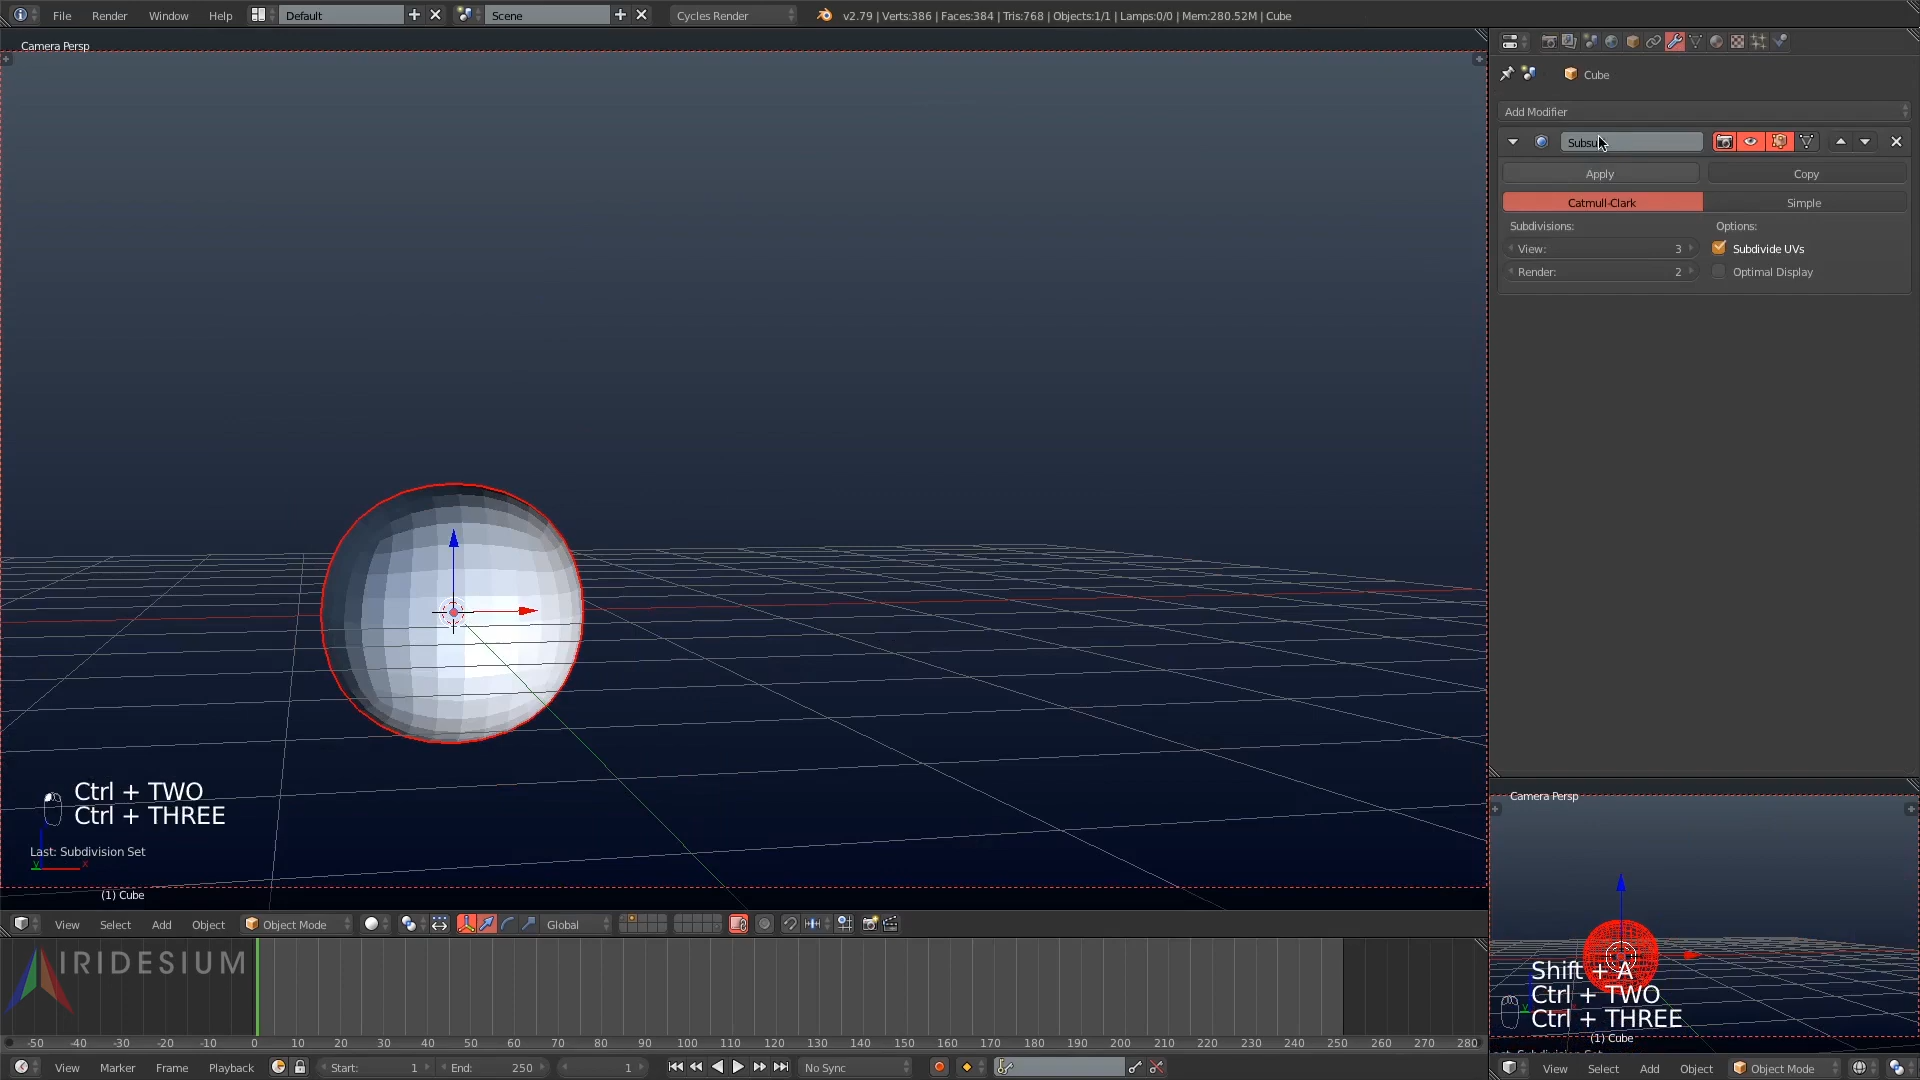 File Render Window Help Default Scene Cycles Render v2.79 | Verts:386 | Faces:384 | Tris:768 | Objects:1/1 | Lamps:0/0 | Mem:280.52M | Cube
Camera Persp
Cube
Add Modifier
Apply Copy
Catmull-Clark Simple
Subdivisions: Options:
View: 3 Subdivide UVs
Render: 2 Optimal Display
Ctrl + TWO
Ctrl + THREE
Last: Subdivision Set
y x
(1) Cube
View Select Add Object Object Mode Global
IRIDESIUM
-50 -40 -30 -20 -10 0 10 20 30 40 50 60 70 80 90 100 110 120 130 140 150 160 170 180 190 200 210 220 230 240 250 260 270 280
View Marker Frame Playback Start: 1 End: 250 1 No Sync
Camera Persp
Shift + A
Ctrl + TWO
Ctrl + THREE
(1) Cube
View Select Add Object Object Mode